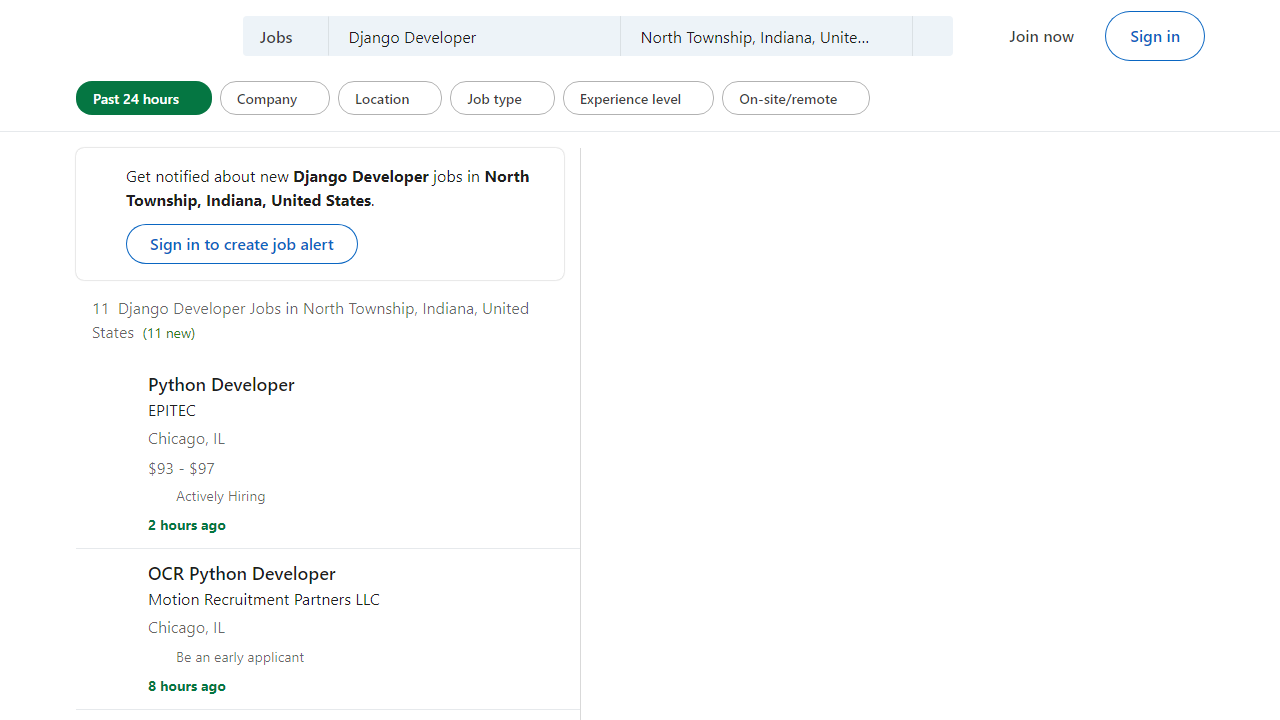 Jobs
Django Developer
North Township, Indiana, Unite...
Join now
Sign in
Past 24 hours
Company
Location
Job type
Experience level
On-site/remote
Get notified about new Django Developer jobs in North
Township, Indiana, United States.
Sign in to create job alert
11 Django Developer Jobs in North Township, Indiana, United
States (11 new)
Python Developer
EPITEC
Chicago, IL
$93 - $97
Actively Hiring
2 hours ago
OCR Python Developer
Motion Recruitment Partners LLC
Chicago, IL
Be an early applicant
8 hours ago